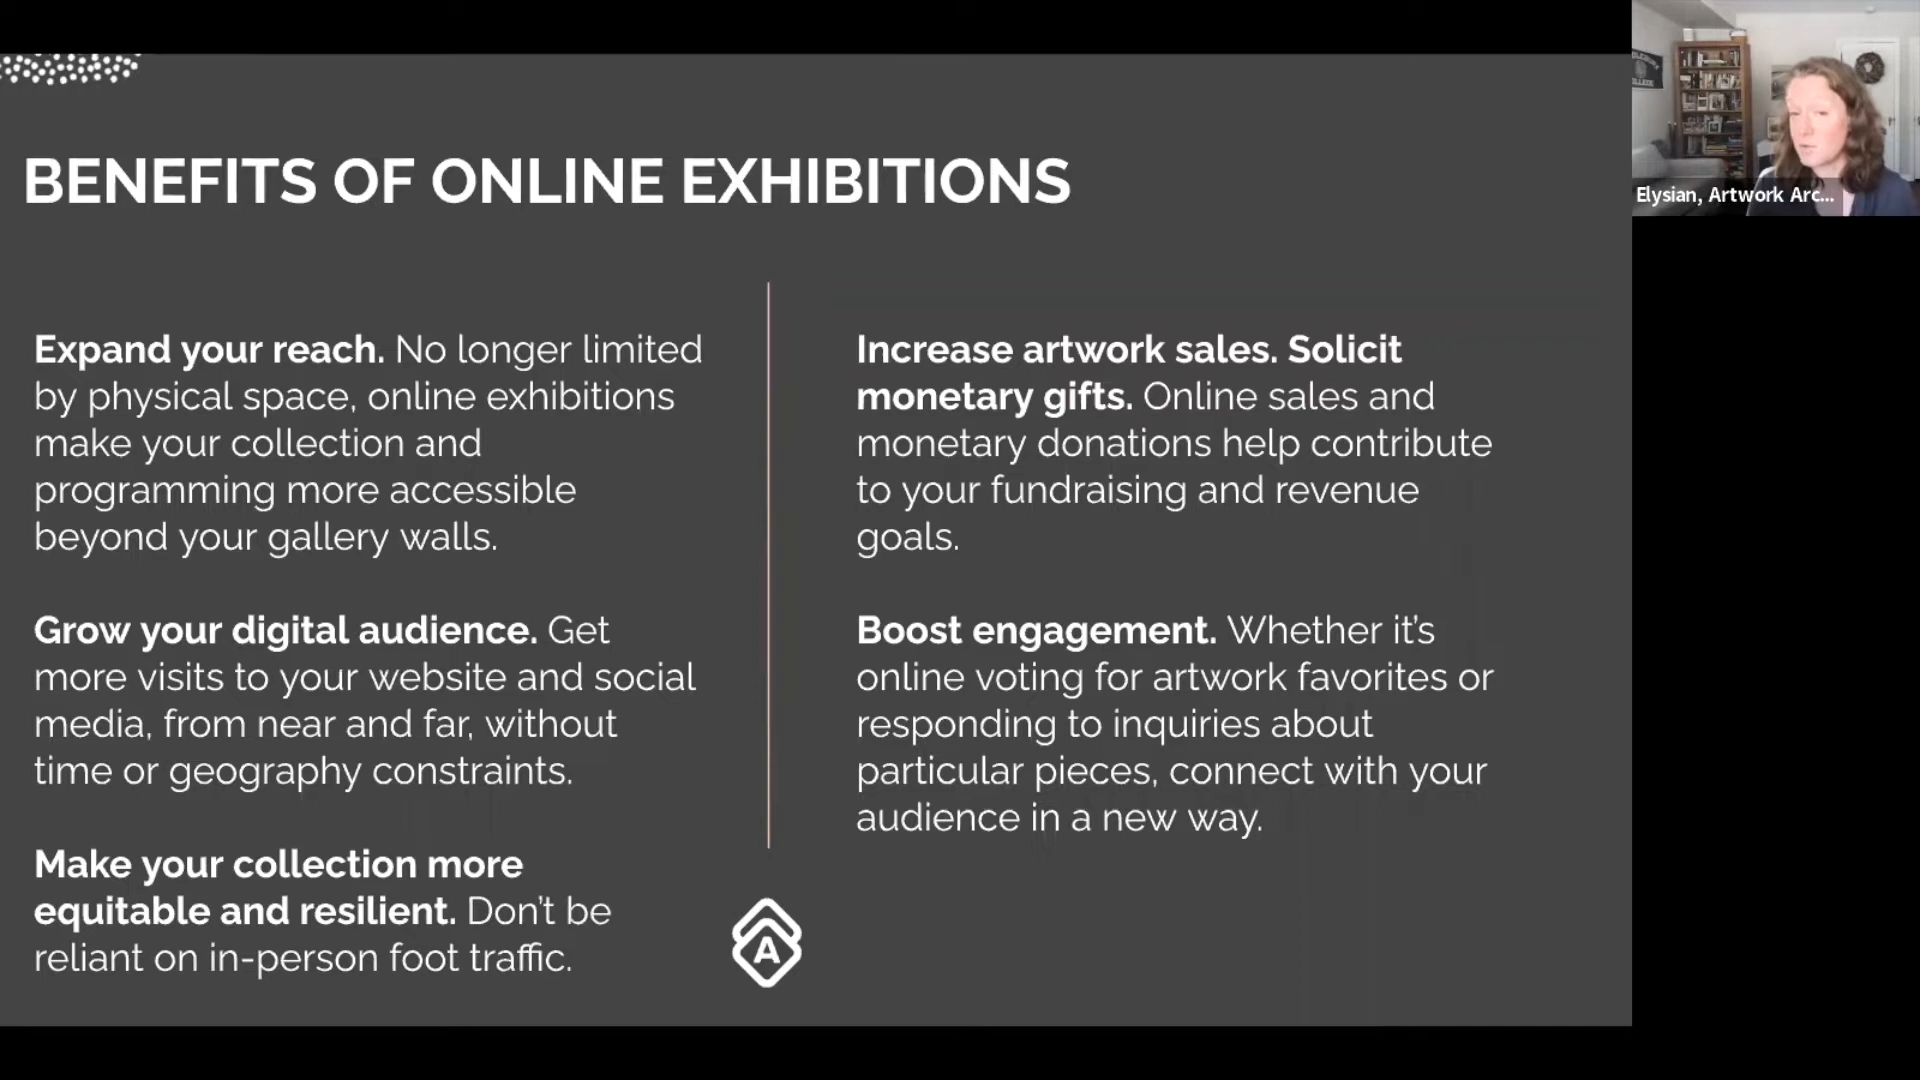 BENEFITS OF ONLINE EXHIBITIONS
Expand your reach. No longer limited
by physical space, online exhibitions
make your collection and
programming more accessible
beyond your gallery walls.
Grow your digital audience. Get
more visits to your website and social
media, from near and far, without
time or geography constraints.
Make your collection more
equitable and resilient. Don't be
reliant on in-person foot traffic.
Increase artwork sales. Solicit
monetary gifts. Online sales and
monetary donations help contribute
to your fundraising and revenue
goals.
Boost engagement. Whether it's
online voting for artwork favorites or
responding to inquiries about
particular pieces, connect with your
audience in a new way.
A
Elysian, Artwork Arc...